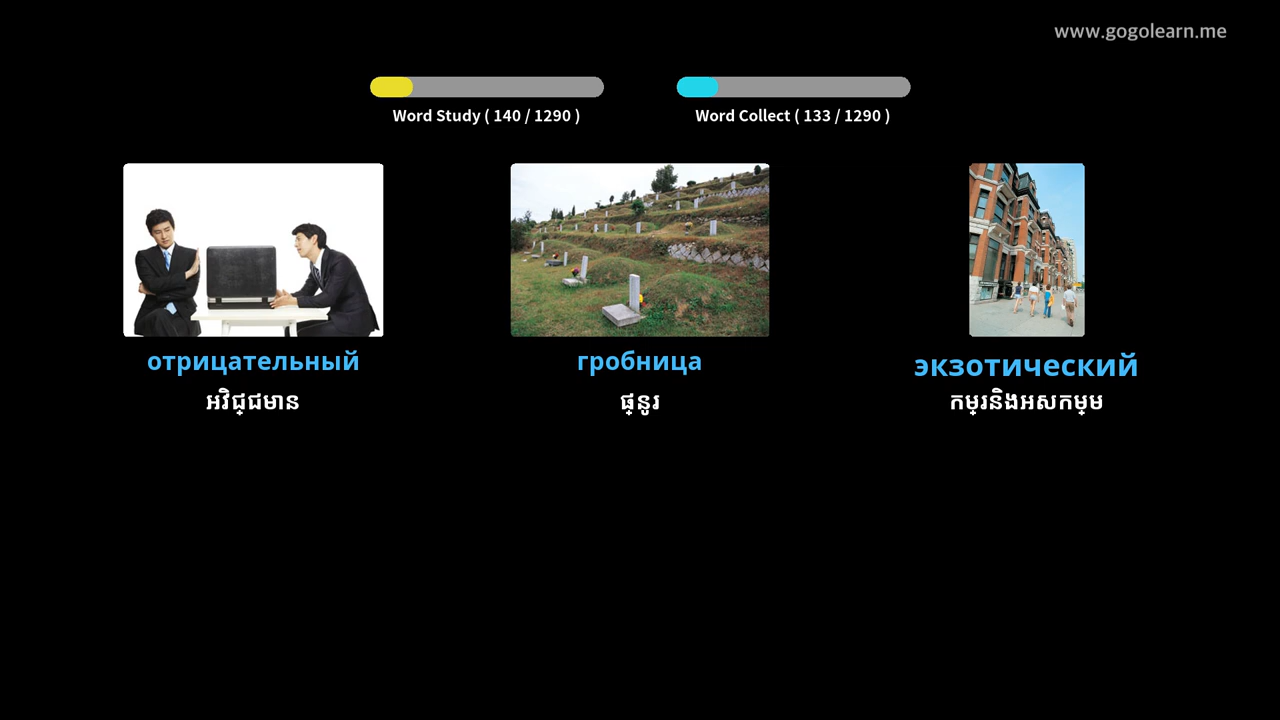 www.gogolearn.me
Word Study ( 140 / 1290 )
Word Collect ( 133 / 1290 )
отрицательный
гробница
экзотический
អវិជ្ជមាន
ផ្នូរ
កម្រនិងអសកម្ម